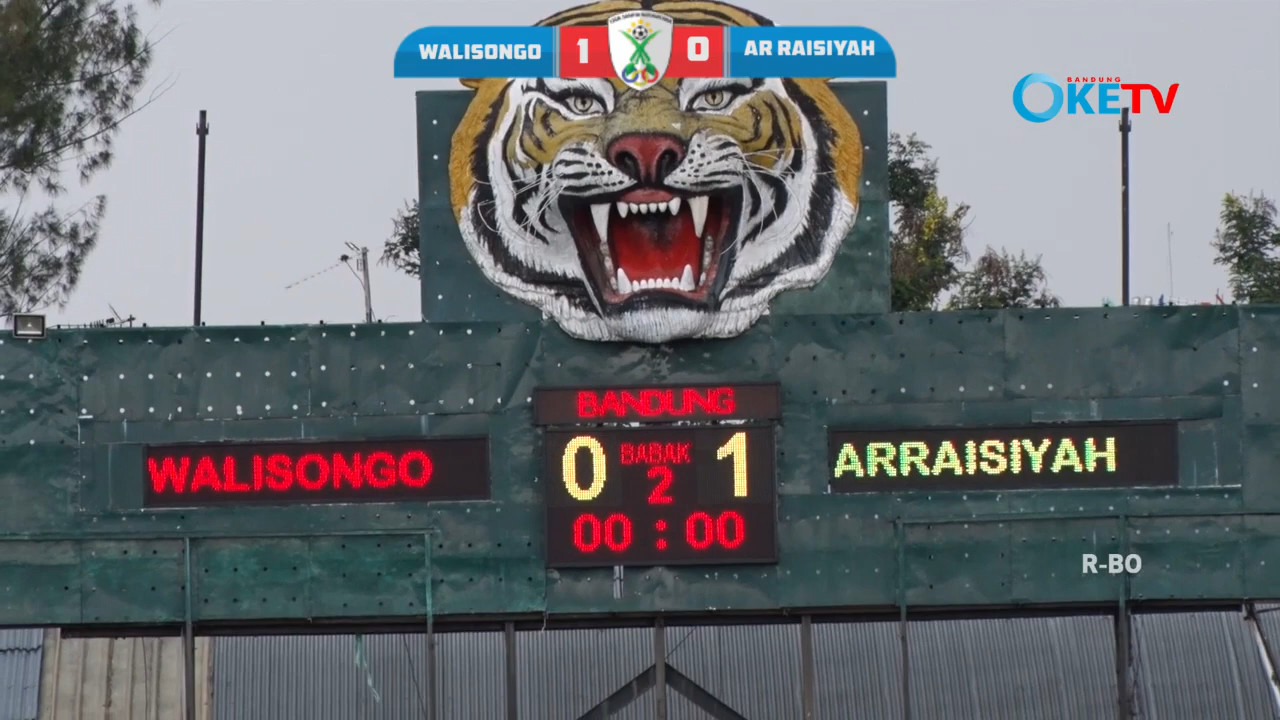 WALISONGO 1 0 AR RAISIYAH
BANDUNG
OKETV
BANDUNG
WALISONGO 0 BABAK 1 ARRAISIYAH
2
00 : 00
R-BO